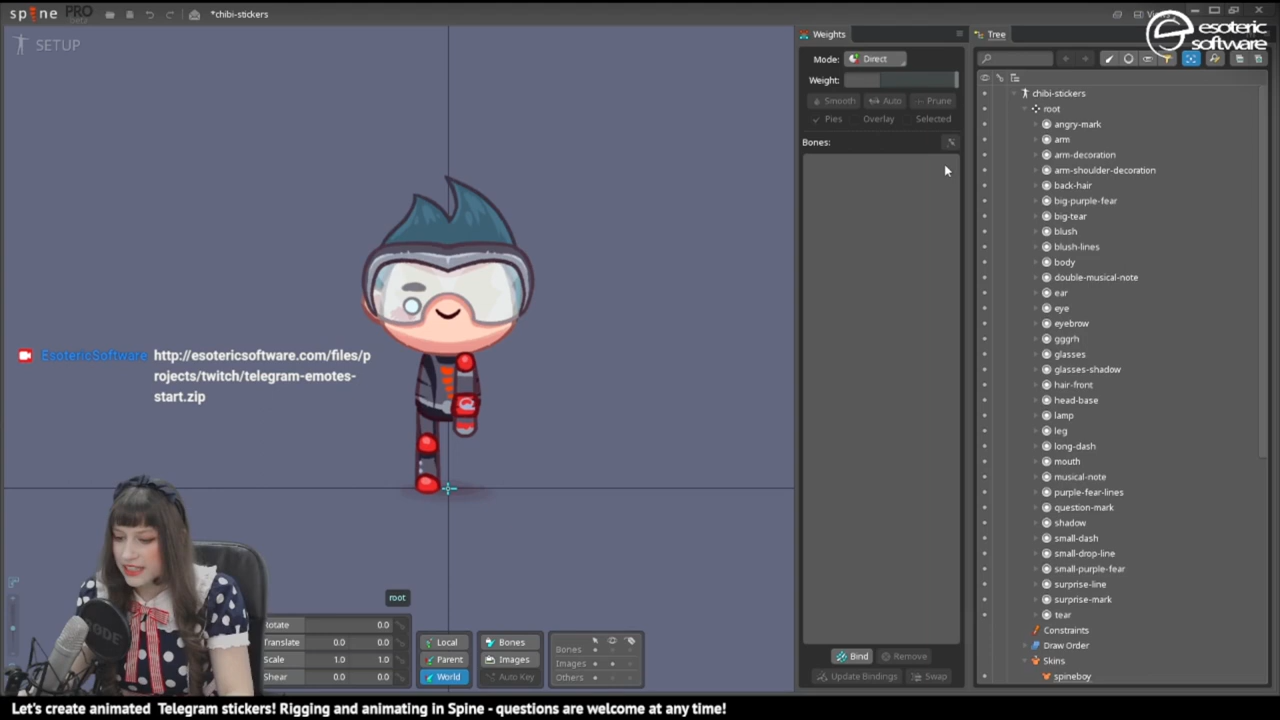 spine PRO
*chibi-stickers
Views
esoteric
software
SETUP
Weights
Mode: Direct
Weight:
Smooth Auto Prune
Pies Overlay Selected
Bones:
Bind Remove
Update Bindings Swap
Tree
chibi-stickers
root
angry-mark
arm
arm-decoration
arm-shoulder-decoration
back-hair
big-purple-fear
big-tear
blush
blush-lines
body
double-musical-note
ear
eye
eyebrow
gggrh
glasses
glasses-shadow
hair-front
head-base
lamp
leg
long-dash
mouth
musical-note
purple-fear-lines
question-mark
shadow
small-dash
small-drop-line
small-purple-fear
surprise-line
surprise-mark
tear
Constraints
Draw Order
Skins
spineboy
EsotericSoftware http://esotericsoftware.com/files/p
rojects/twitch/telegram-emotes-
start.zip
root
Rotate 0.0
Translate 0.0 0.0
Scale 1.0 1.0
Shear 0.0 0.0
Local
Parent
World
Bones
Images
Auto Key
Bones
Images
Others
Let's create animated Telegram stickers! Rigging and animating in Spine - questions are welcome at any time!